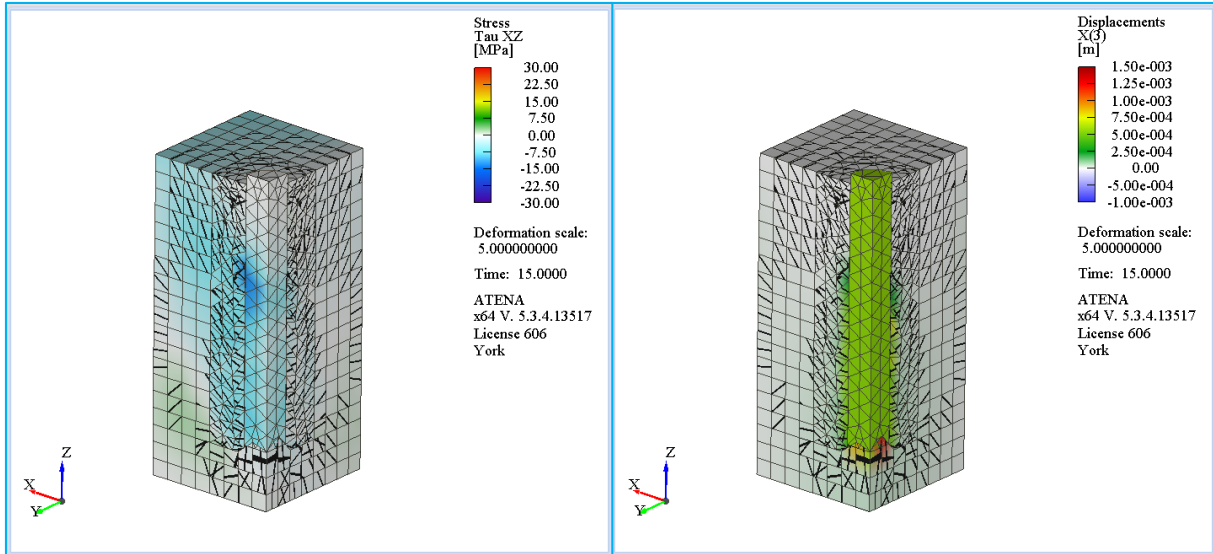 Stress
Tau XZ
[MPa]
30.00
22.50
15.00
7.50
0.00
-7.50
-15.00
-22.50
-30.00
Deformation scale:
5.000000000
Time: 15.0000
ATENA
x64 V. 5.3.4.13517
License 606
York
Z
X
Y
Displacements
X(3)
[m]
1.50e-003
1.25e-003
1.00e-003
7.50e-004
5.00e-004
2.50e-004
0.00
-5.00e-004
-1.00e-003
Deformation scale:
5.000000000
Time: 15.0000
ATENA
x64 V. 5.3.4.13517
License 606
York
Z
X
Y